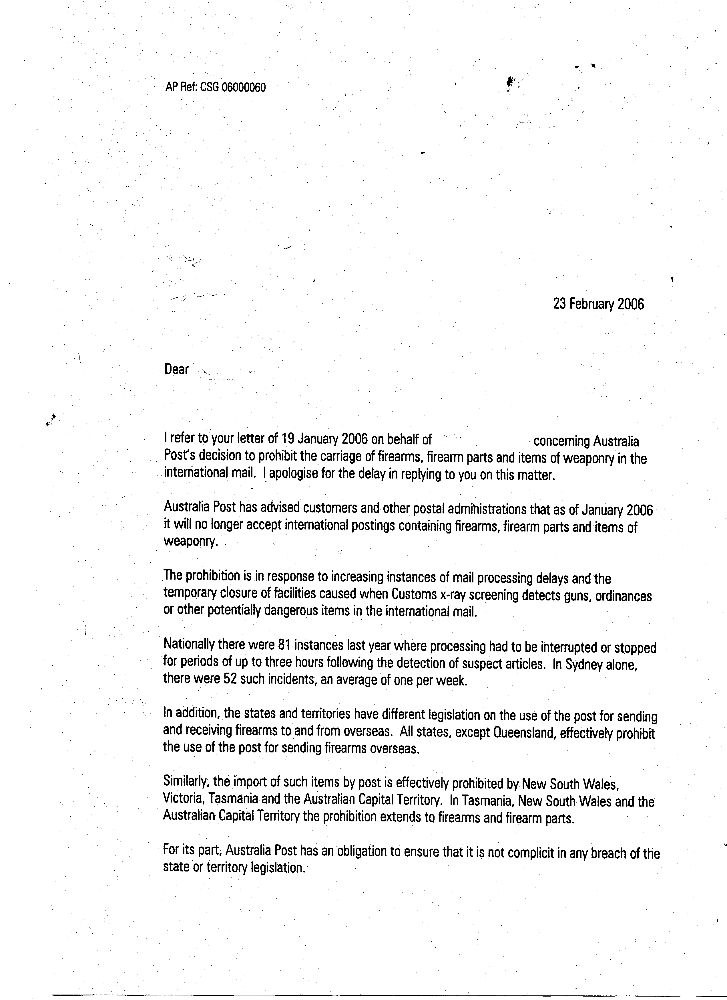 AP Ref: CSG 06000060
23 February 2006
Dear
I refer to your letter of 19 January 2006 on behalf of concerning Australia
Post's decision to prohibit the carriage of firearms, firearm parts and items of weaponry in the
international mail. I apologise for the delay in replying to you on this matter.
Australia Post has advised customers and other postal administrations that as of January 2006
it will no longer accept international postings containing firearms, firearm parts and items of
weaponry.
The prohibition is in response to increasing instances of mail processing delays and the
temporary closure of facilities caused when Customs x-ray screening detects guns, ordinances
or other potentially dangerous items in the international mail.
Nationally there were 81 instances last year where processing had to be interrupted or stopped
for periods of up to three hours following the detection of suspect articles. In Sydney alone,
there were 52 such incidents, an average of one per week.
In addition, the states and territories have different legislation on the use of the post for sending
and receiving firearms to and from overseas. All states, except Queensland, effectively prohibit
the use of the post for sending firearms overseas.
Similarly, the import of such items by post is effectively prohibited by New South Wales,
Victoria, Tasmania and the Australian Capital Territory. In Tasmania, New South Wales and the
Australian Capital Territory the prohibition extends to firearms and firearm parts.
For its part, Australia Post has an obligation to ensure that it is not complicit in any breach of the
state or territory legislation.